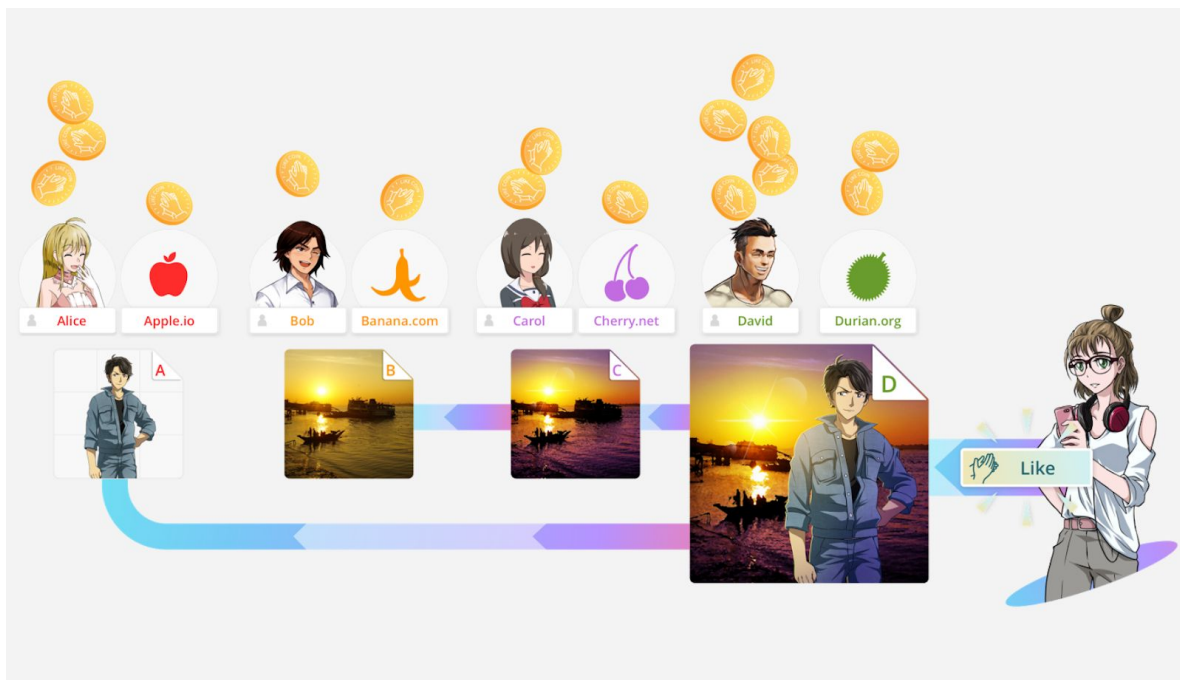 Alice
Apple.io
Bob
Banana.com
Carol
Cherry.net
David
Durian.org
A
B
C
D
Like